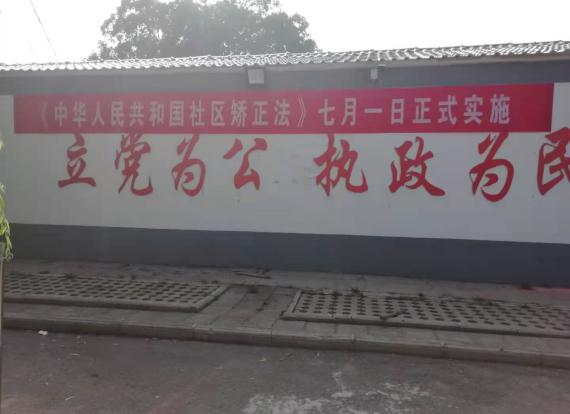 《中华人民共和国社区矫正法》七月一日正式实施
立党为公 执政为民